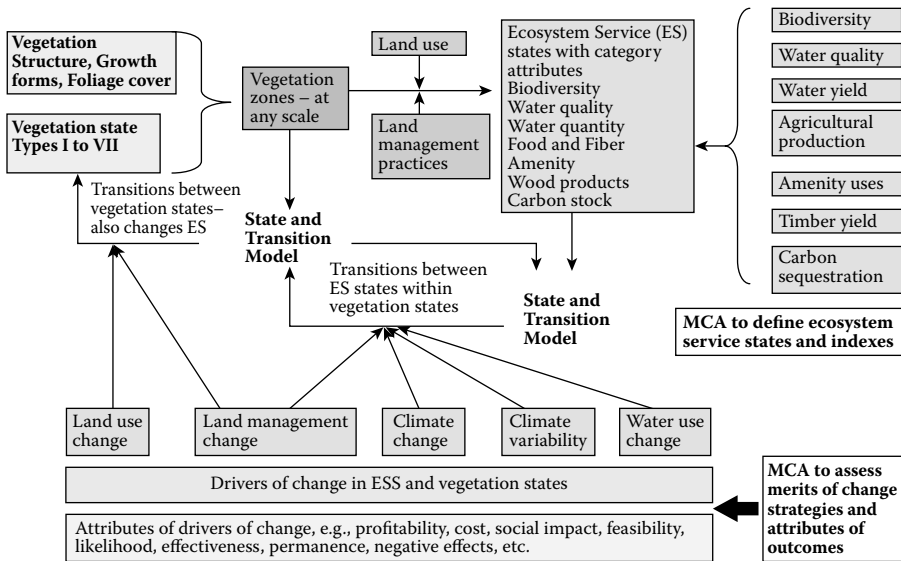 Vegetation
Structure, Growth
forms, Foliage cover
Vegetation state
Types I to VII
Transitions between
vegetation states–
also changes ES
Vegetation
zones – at
any scale
Land use
Land
management
practices
Ecosystem Service (ES)
states with category
attributes
Biodiversity
Water quality
Water quantity
Food and Fiber
Amenity
Wood products
Carbon stock
Biodiversity
Water quality
Water yield
Agricultural
production
Amenity uses
Timber yield
Carbon
sequestration
State and
Transition
Model
Transitions between
ES states within
vegetation states
State and
Transition
Model
MCA to define ecosystem
service states and indexes
Land use
change
Land management
change
Climate
change
Climate
variability
Water use
change
Drivers of change in ESS and vegetation states
Attributes of drivers of change, e.g., profitability, cost, social impact, feasibility,
likelihood, effectiveness, permanence, negative effects, etc.
MCA to assess
merits of change
strategies and
attributes of
outcomes